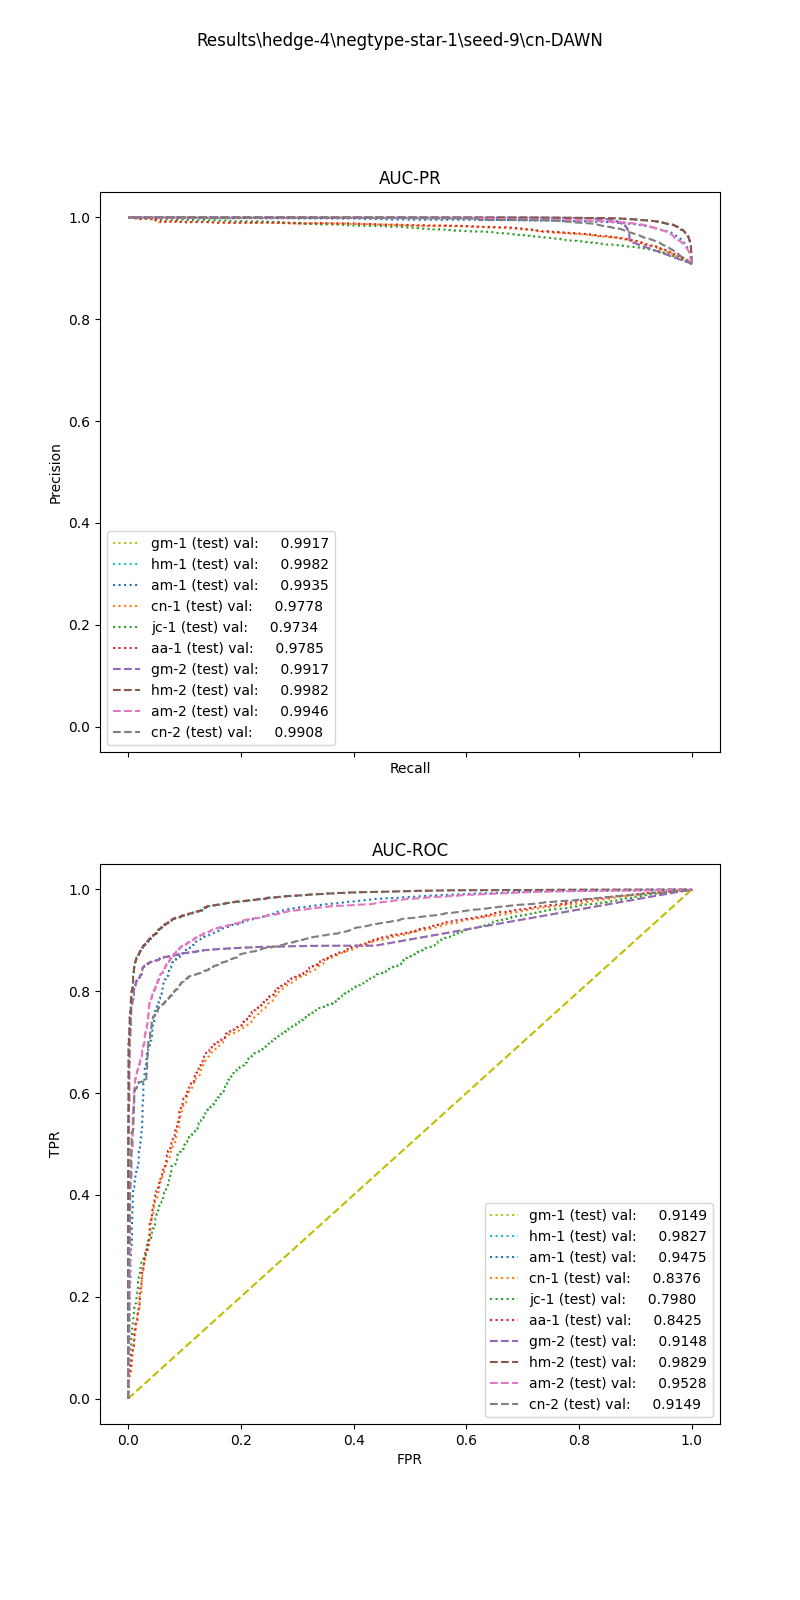 Results\hedge-4\negtype-star-1\seed-9\cn-DAWN
AUC-PR
1.0
0.8
0.6
0.4
0.2
0.0
Precision
gm-1 (test) val: 0.9917
hm-1 (test) val: 0.9982
am-1 (test) val: 0.9935
cn-1 (test) val: 0.9778
jc-1 (test) val: 0.9734
aa-1 (test) val: 0.9785
gm-2 (test) val: 0.9917
hm-2 (test) val: 0.9982
am-2 (test) val: 0.9946
cn-2 (test) val: 0.9908
Recall
AUC-ROC
1.0
0.8
0.6
0.4
0.2
0.0
TPR
gm-1 (test) val: 0.9149
hm-1 (test) val: 0.9827
am-1 (test) val: 0.9475
cn-1 (test) val: 0.8376
jc-1 (test) val: 0.7980
aa-1 (test) val: 0.8425
gm-2 (test) val: 0.9148
hm-2 (test) val: 0.9829
am-2 (test) val: 0.9528
cn-2 (test) val: 0.9149
0.0 0.2 0.4 0.6 0.8 1.0
FPR